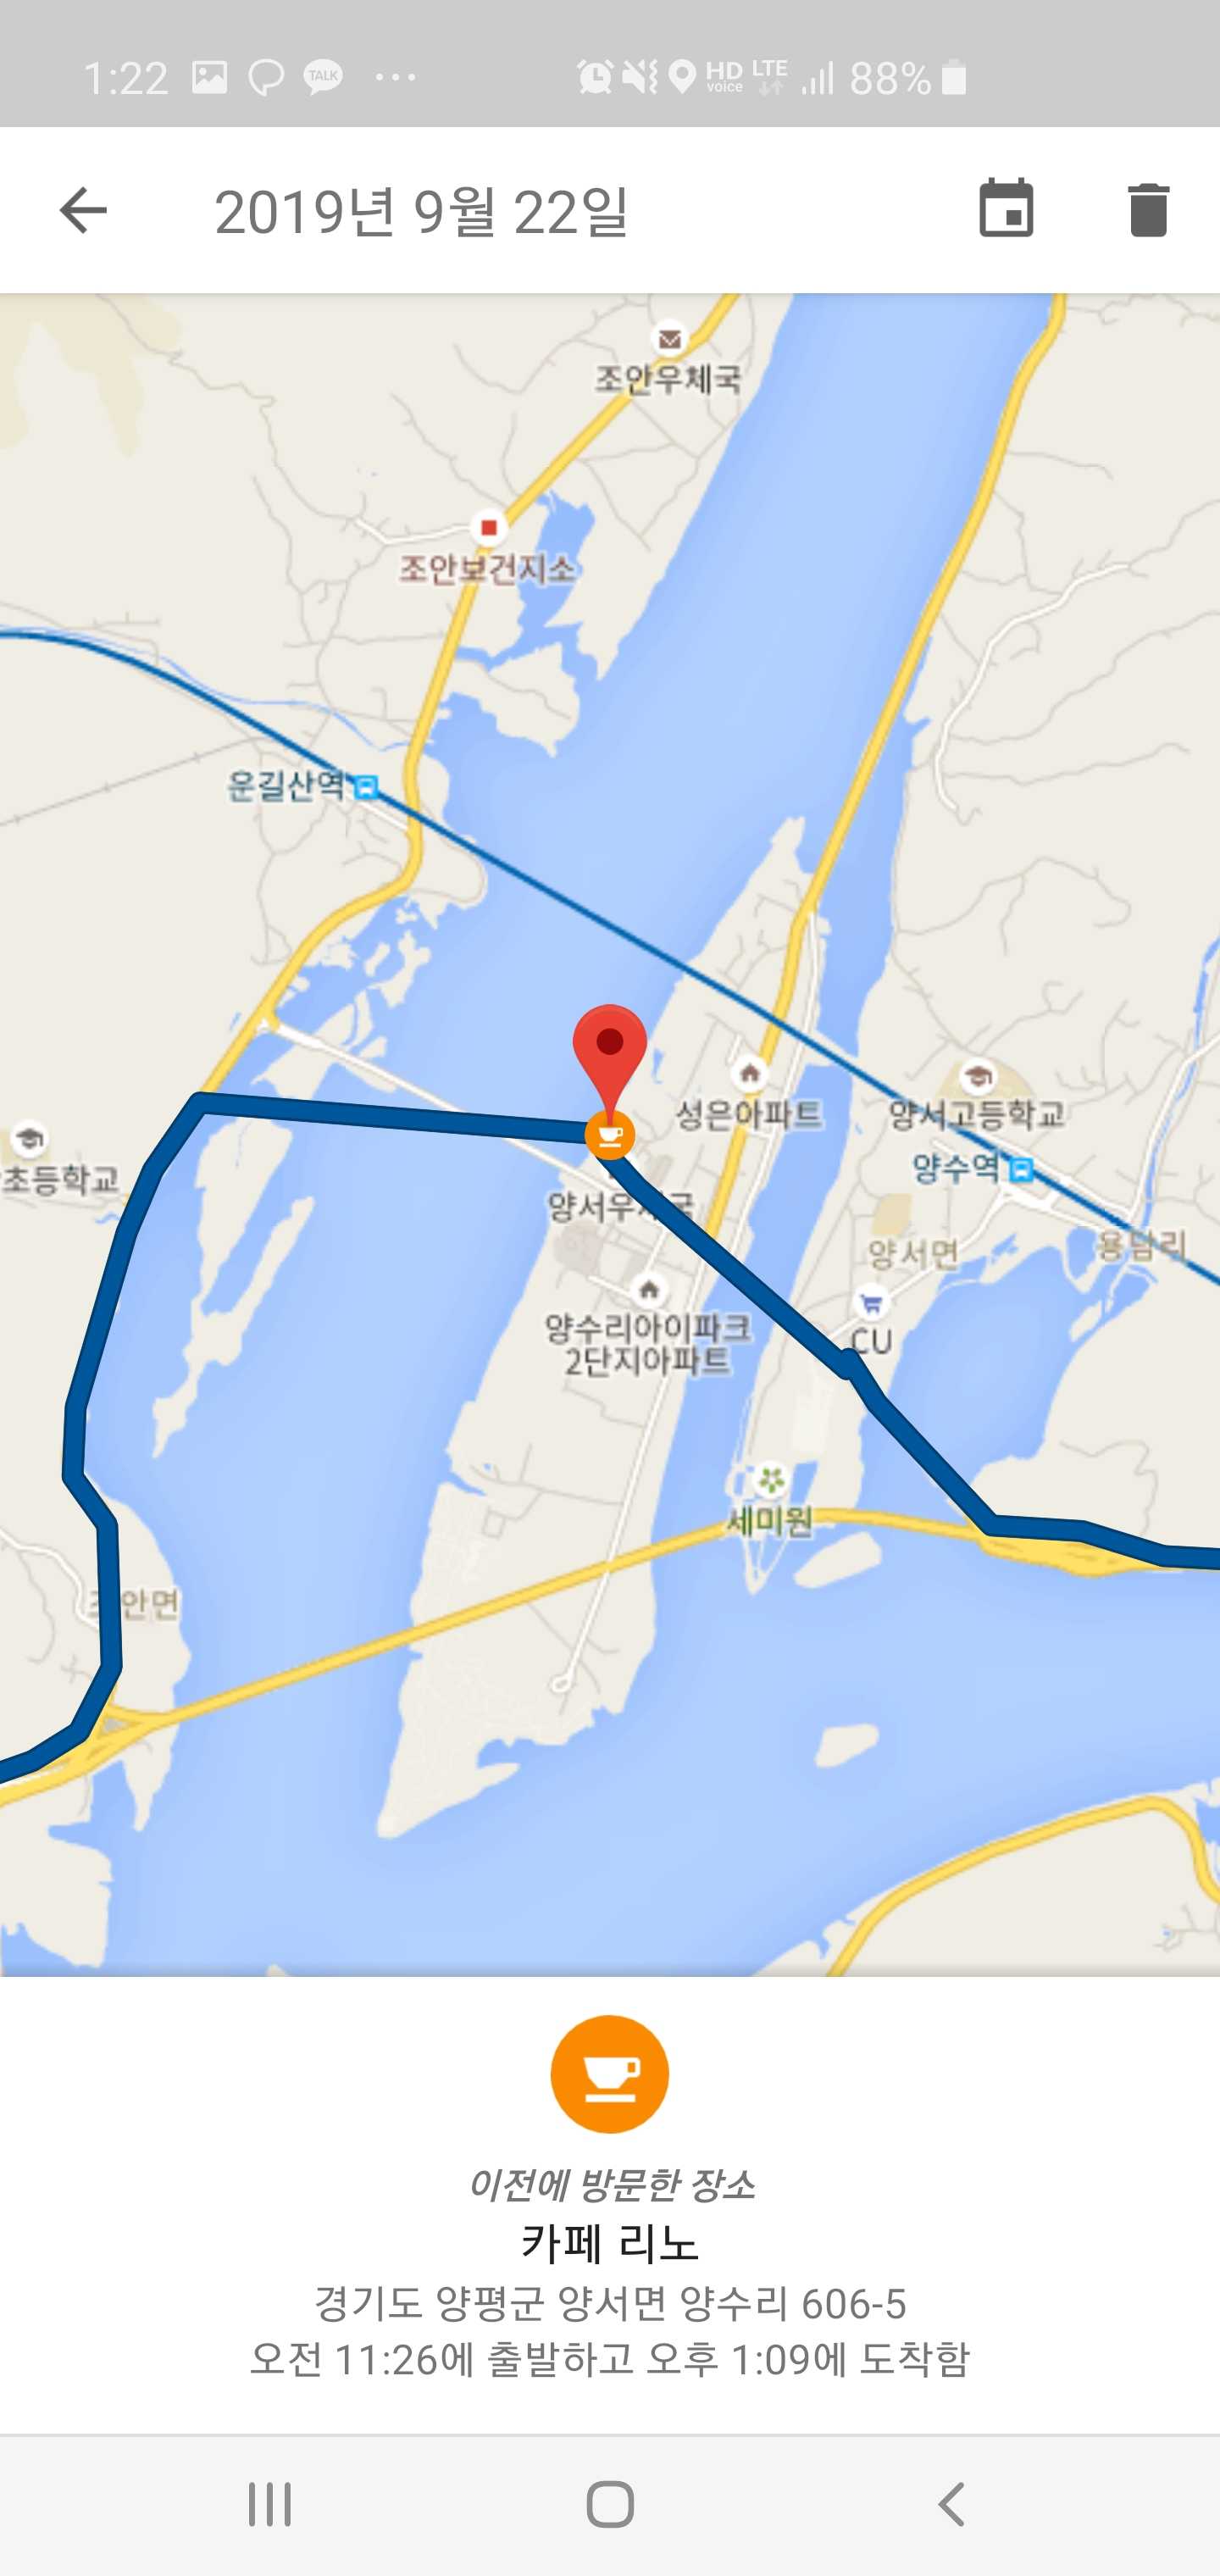 1:22
TALK
HD voice
LTE
88%
2019년 9월 22일
조안우체국
조안보건지소
운길산역
성은아파트
양서고등학교
초등학교
양수역
양서우
국
용담리
양서면
양수리아이파크
2단지아파트
CU
세미원
안면
이전에 방문한 장소
카페 리노
경기도 양평군 양서면 양수리 606-5
오전 11:26에 출발하고 오후 1:09에 도착함